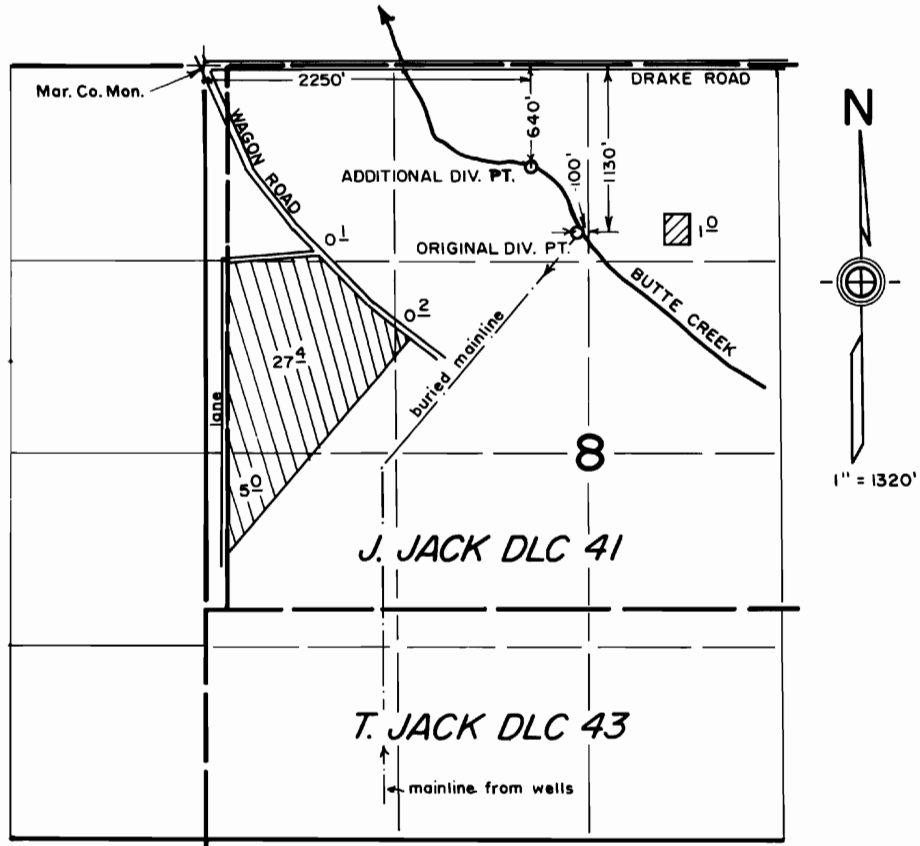 2250'
DRAKE ROAD
Mar. Co. Mon.
WAGON ROAD
640'
1130'
100'
N
ADDITIONAL DIV. PT.
0 1
1 0
ORIGINAL DIV. PT.
BUTTE CREEK
0 2
27 4
buried mainline
lane
8
5 0
1" = 1320'
J. JACK DLC 41
T. JACK DLC 43
mainline from wells